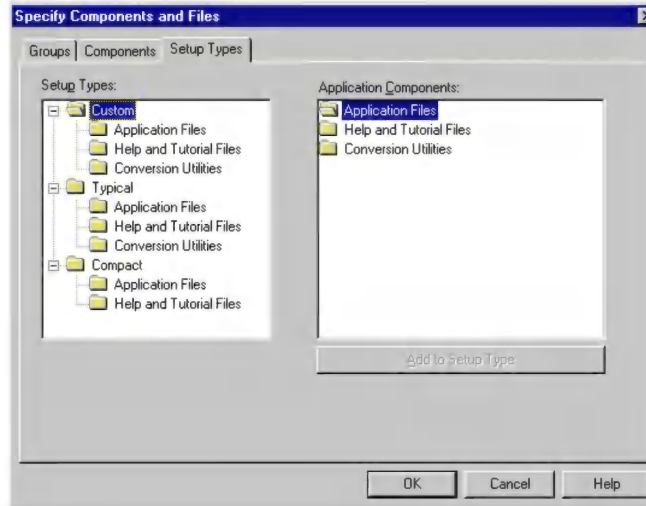 Specify Components and Files
Groups
Components
Setup Types
Setup Types:
Custom
Application Files
Help and Tutorial Files
Conversion Utilities
Typical
Application Files
Help and Tutorial Files
Conversion Utilities
Compact
Application Files
Help and Tutorial Files
Application Components:
Application Files
Help and Tutorial Files
Conversion Utilities
Add to Setup Type
OK
Cancel
Help